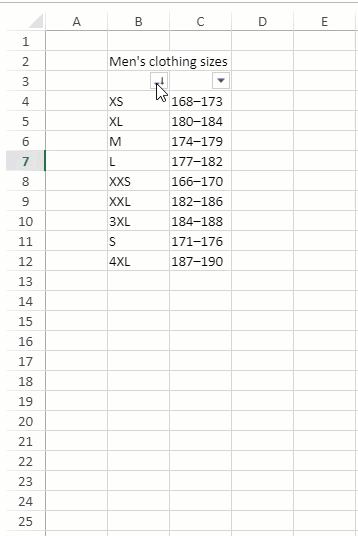 A B C D E
1
2 Men's clothing sizes
3
4 XS 168–173
5 XL 180–184
6 M 174–179
7 L 177–182
8 XXS 166–170
9 XXL 182–186
10 3XL 184–188
11 S 171–176
12 4XL 187–190
13
14
15
16
17
18
19
20
21
22
23
24
25